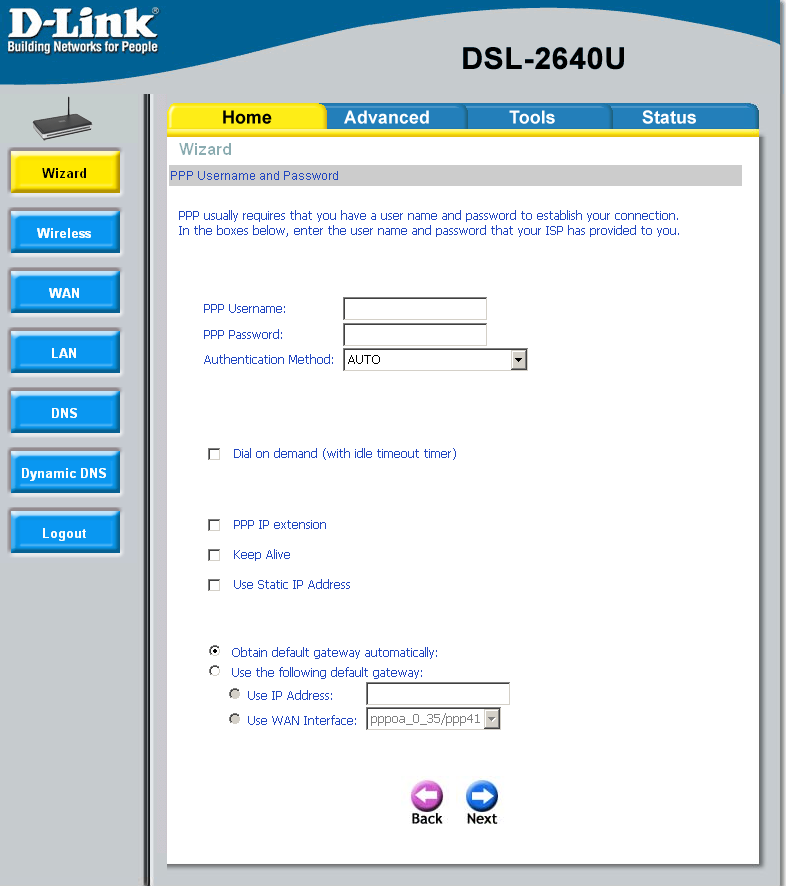 D-Link®
Building Networks for People
DSL-2640U
Home
Advanced
Tools
Status
Wizard
Wireless
WAN
LAN
DNS
Dynamic DNS
Logout
Wizard
PPP Username and Password
PPP usually requires that you have a user name and password to establish your connection.
In the boxes below, enter the user name and password that your ISP has provided to you.
PPP Username:
PPP Password:
Authentication Method: AUTO
Dial on demand (with idle timeout timer)
PPP IP extension
Keep Alive
Use Static IP Address
Obtain default gateway automatically:
Use the following default gateway:
Use IP Address:
Use WAN Interface: pppoa_0_35/ppp41
Back
Next